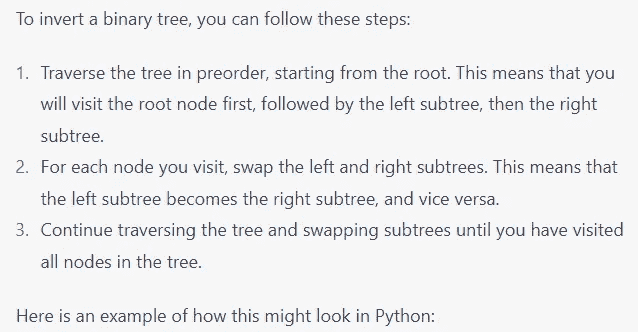 To invert a binary tree, you can follow these steps:
1. Traverse the tree in preorder, starting from the root. This means that you
will visit the root node first, followed by the left subtree, then the right
subtree.
2. For each node you visit, swap the left and right subtrees. This means that
the left subtree becomes the right subtree, and vice versa.
3. Continue traversing the tree and swapping subtrees until you have visited
all nodes in the tree.
Here is an example of how this might look in Python: